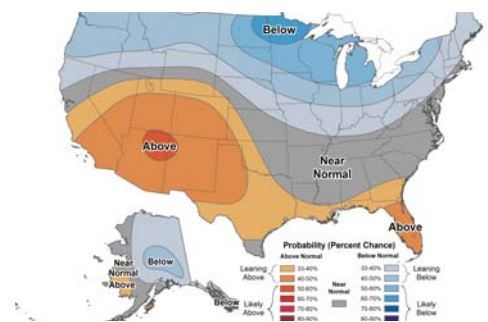 Below
Above
Near
Normal
Above
Below
Near
Normal
Above
Below
Probability (Percent Chance)
Above Normal
Below Normal
Leaning
Above
33-40%
40-50%
50-60%
60-70%
70-80%
80-90%
Likely
Above
Near
Normal
33-40%
40-50%
50-60%
60-70%
70-80%
80-90%
Leaning
Below
Likely
Below